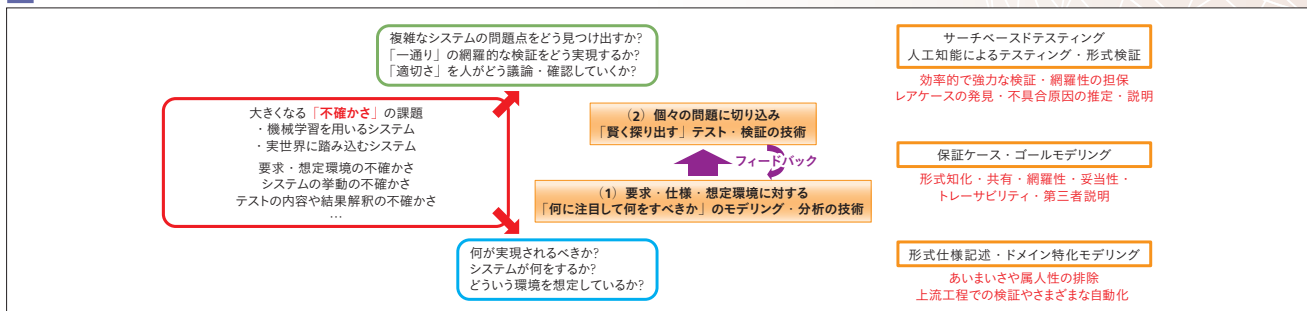 複雑なシステムの問題点をどう見つけ出すか?
「一通り」の網羅的な検証をどう実現するか?
「適切さ」を人がどう議論・確認していくか?
大きくなる「不確かさ」の課題
・機械学習を用いるシステム
・実世界に踏み込むシステム
要求・想定環境の不確かさ
システムの挙動の不確かさ
テストの内容や結果解釈の不確かさ
…
何が実現されるべきか?
システムが何をするか?
どういう環境を想定しているか?
(2) 個々の問題に切り込み
「賢く探り出す」テスト・検証の技術
フィードバック
(1) 要求・仕様・想定環境に対する
「何に注目して何をすべきか」のモデリング・分析の技術
サーチベースドテスティング
人工知能によるテスティング・形式検証
効率的で強力な検証・網羅性の担保
レアケースの発見・不具合原因の推定・説明
保証ケース・ゴールモデリング
形式知化・共有・網羅性・妥当性・
トレーサビリティ・第三者説明
形式仕様記述・ドメイン特化モデリング
あいまいさや属人性の排除
上流工程での検証やさまざまな自動化